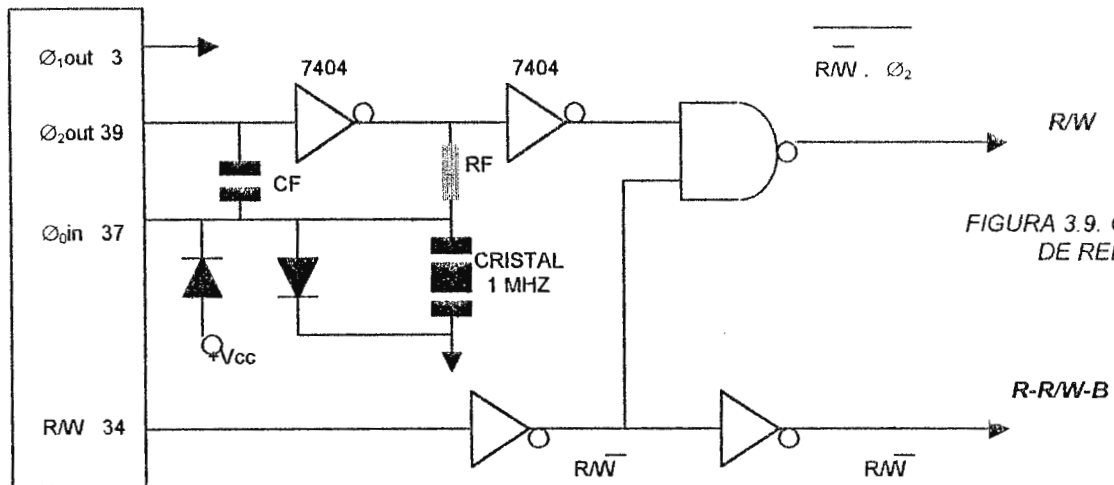 Ø₁out 3
7404
7404
R/W̅ . Ø₂
R/W
Ø₂out 39
CF
RF
Ø₀in 37
FIGURA 3.9.
DE
CRISTAL
1 MHZ
+Vcc
R/W 34
R-R/W-B
R/W̅
R/W̅